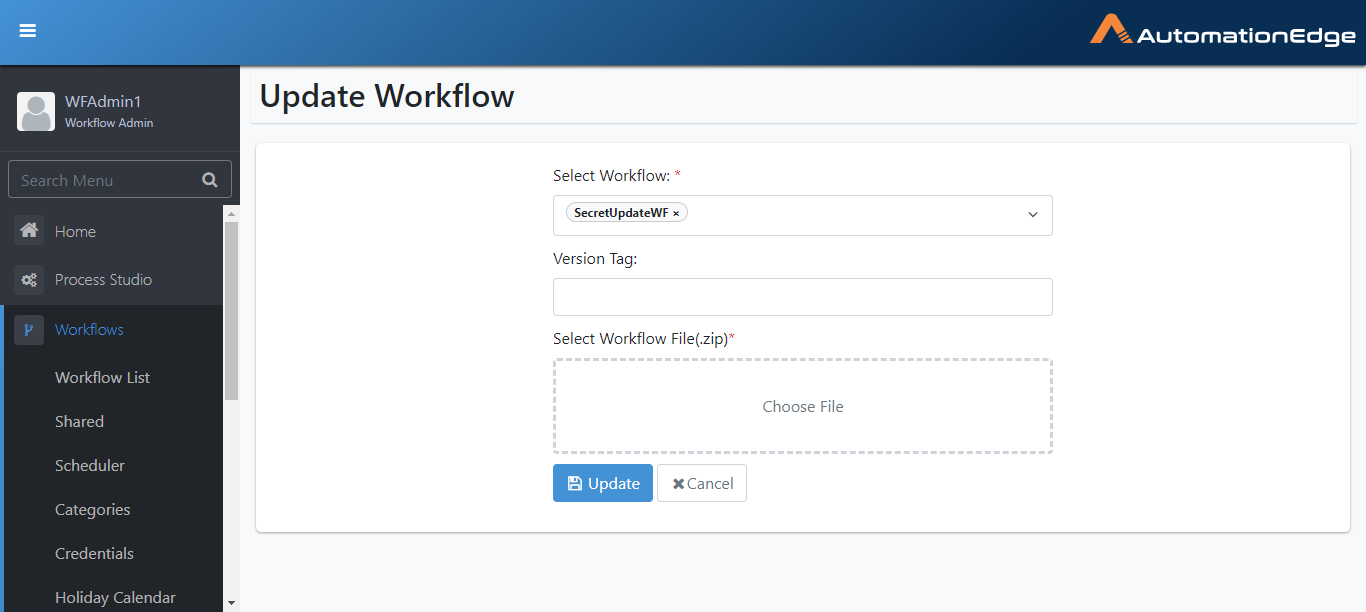 AutomationEdge
WFAdmin1
Workflow Admin
Search Menu
Home
Process Studio
Workflows
Workflow List
Shared
Scheduler
Categories
Credentials
Holiday Calendar
Update Workflow
Select Workflow: *
SecretUpdateWF ×
Version Tag:
Select Workflow File(.zip)*
Choose File
Update
Cancel